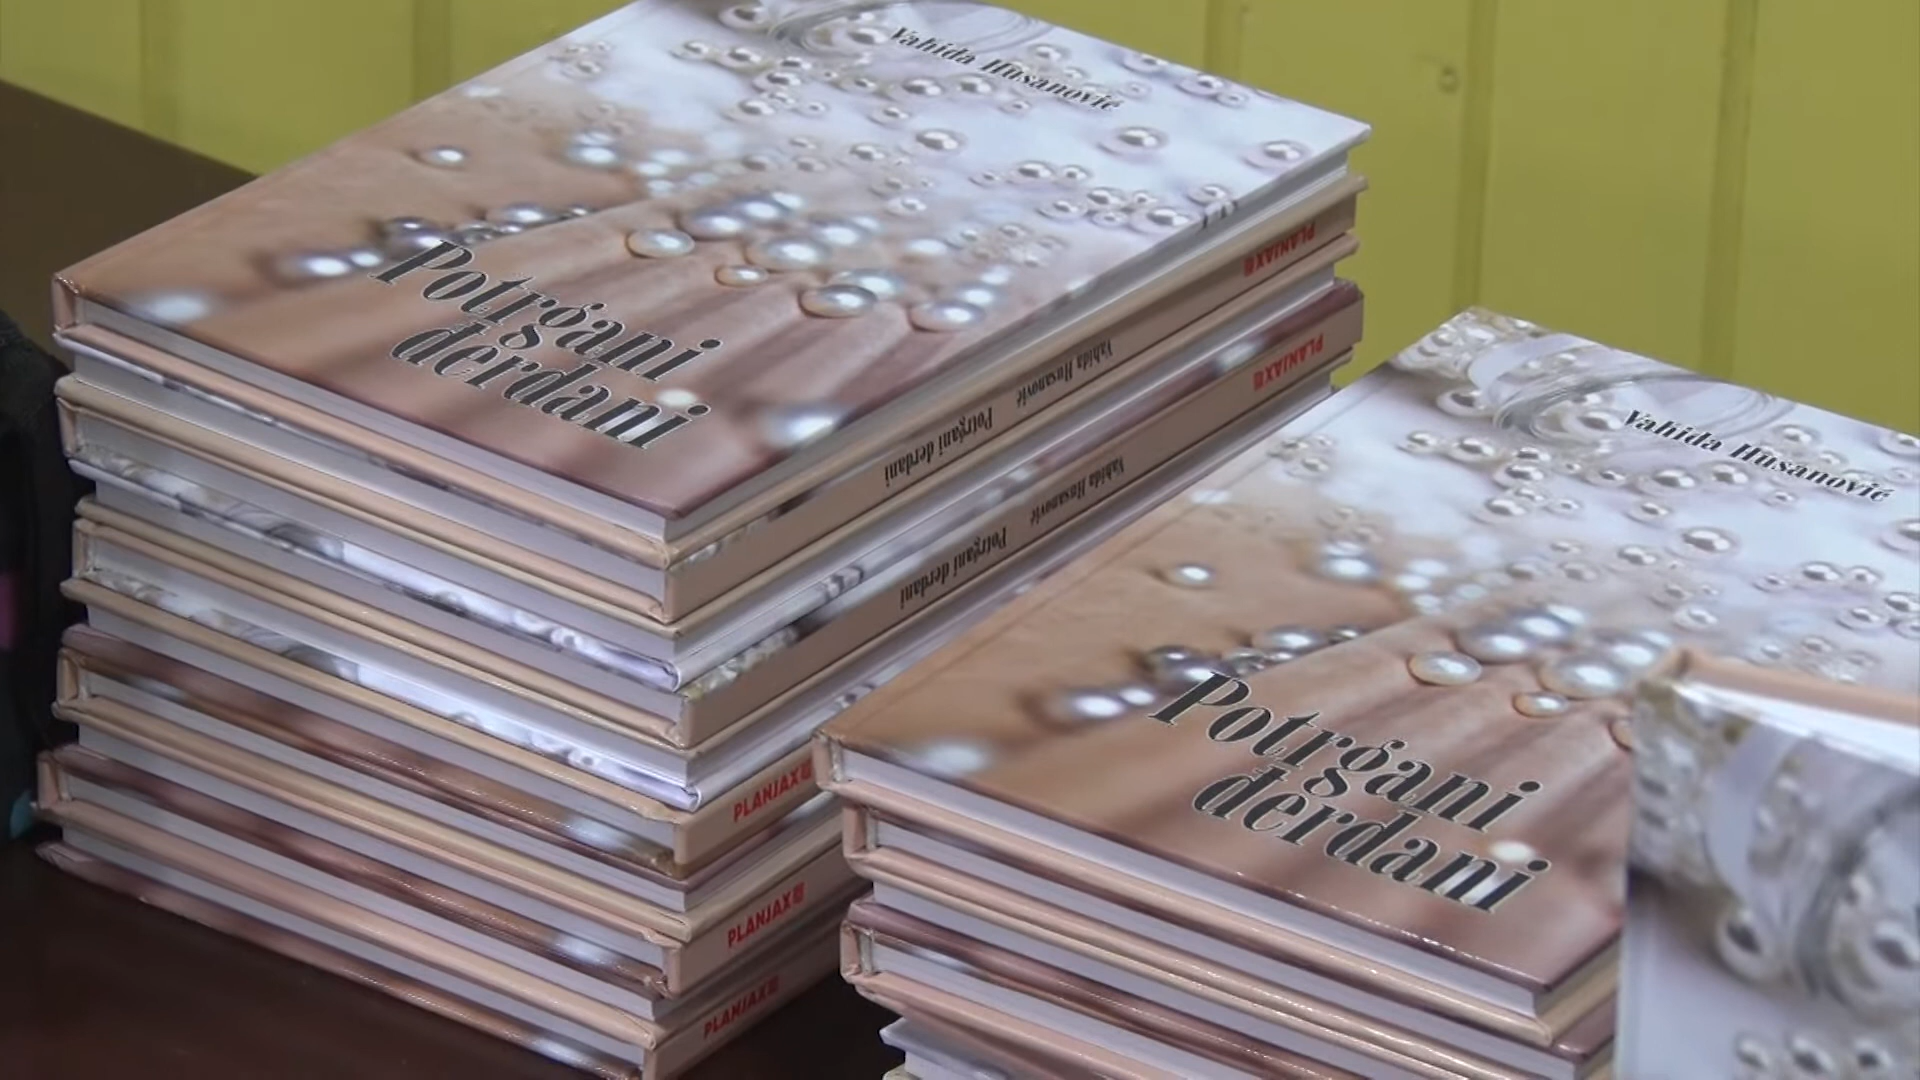 Vahida Husanović
Potrgani
đerdani
PLANJAX
Vahida Husanović
Potrgani đerdani
PLANJAX
Vahida Husanović
Potrgani đerdani
PLANJAX
PLANJAX
PLANJAX
Vahida Husanović
Potrgani
đerdani